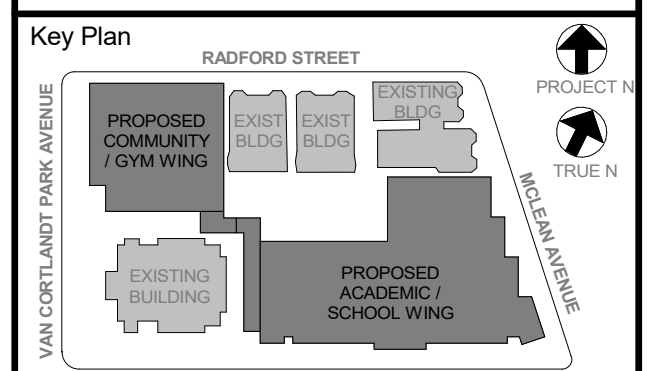 Key Plan
RADFORD STREET
PROJECT N
TRUE N
VAN CORTLANDT PARK AVENUE
MCLEAN AVENUE
PROPOSED
COMMUNITY
/ GYM WING
EXIST
BLDG
EXIST
BLDG
EXISTING
BLDG
EXISTING
BUILDING
PROPOSED
ACADEMIC /
SCHOOL WING